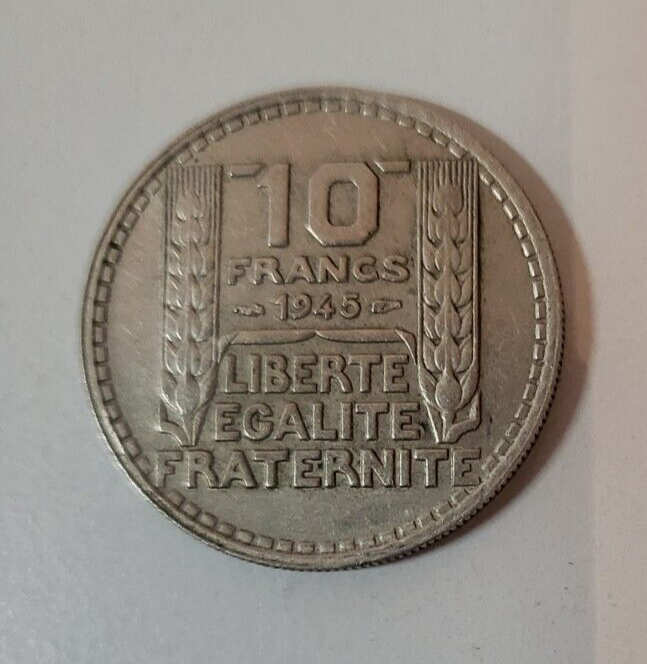 10
FRANCS
1945
LIBERTE
EGALITE
FRATERNITE